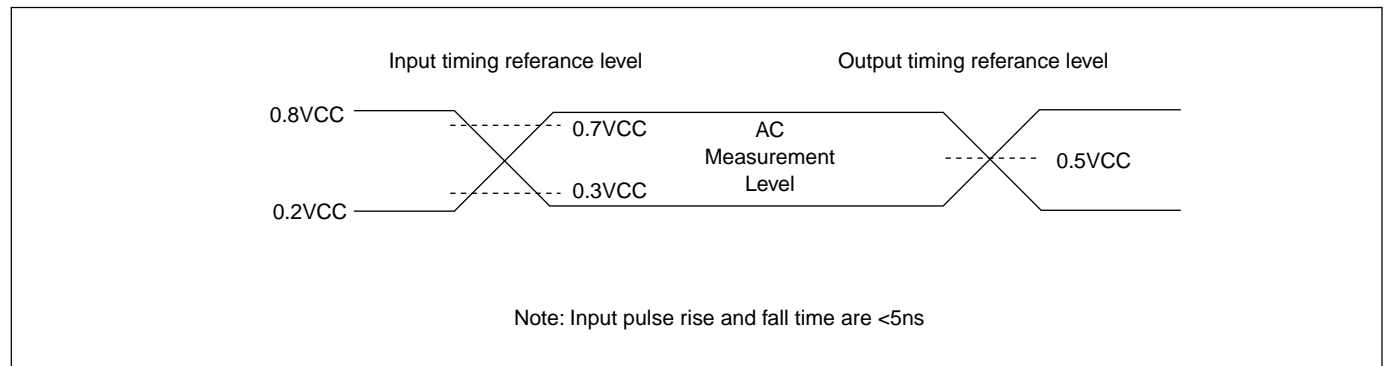 Input timing referance level
Output timing referance level
0.8VCC
0.7VCC
AC
Measurement
Level
0.5VCC
0.3VCC
0.2VCC
Note: Input pulse rise and fall time are <5ns